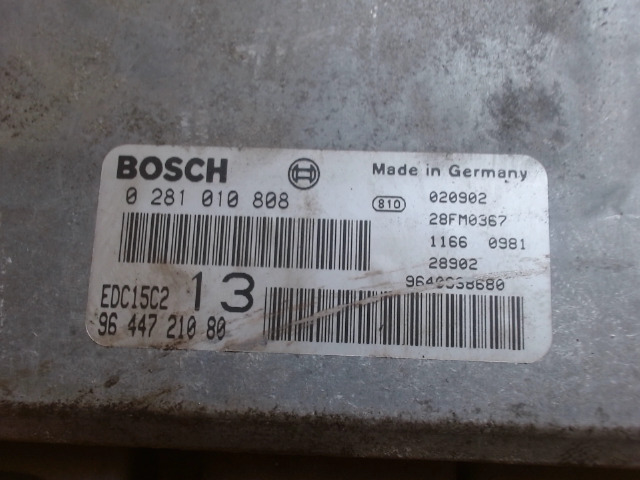 BOSCH
Made in Germany
0 281 010 808
810
020902
28FM0367
1166 0981
28902
EDC15C2 13
96 447 210 80